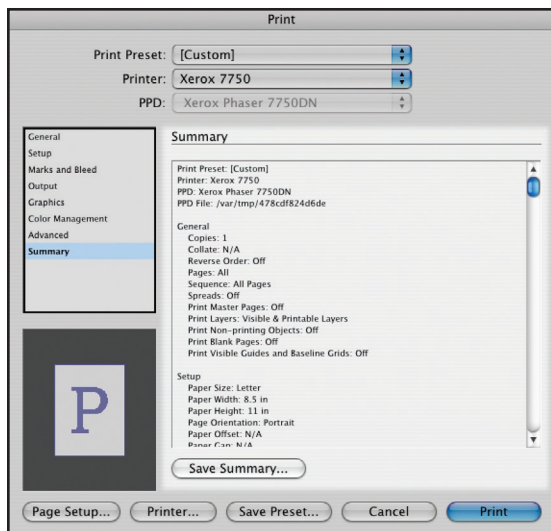 Print
Print Preset: [Custom]
Printer: Xerox 7750
PPD: Xerox Phaser 7750DN
General
Setup
Marks and Bleed
Output
Graphics
Color Management
Advanced
Summary
Summary
Print Preset: [Custom]
Printer: Xerox 7750
PPD: Xerox Phaser 7750DN
PPD File: /var/tmp/478cdf824d6de
General
Copies: 1
Collate: N/A
Reverse Order: Off
Pages: All
Sequence: All Pages
Spreads: Off
Print Master Pages: Off
Print Layers: Visible & Printable Layers
Print Non-printing Objects: Off
Print Blank Pages: Off
Print Visible Guides and Baseline Grids: Off
Setup
Paper Size: Letter
Paper Width: 8.5 in
Paper Height: 11 in
Page Orientation: Portrait
Paper Offset: N/A
Paper Gap: N/A
P
Save Summary...
Page Setup... Printer... Save Preset... Cancel Print